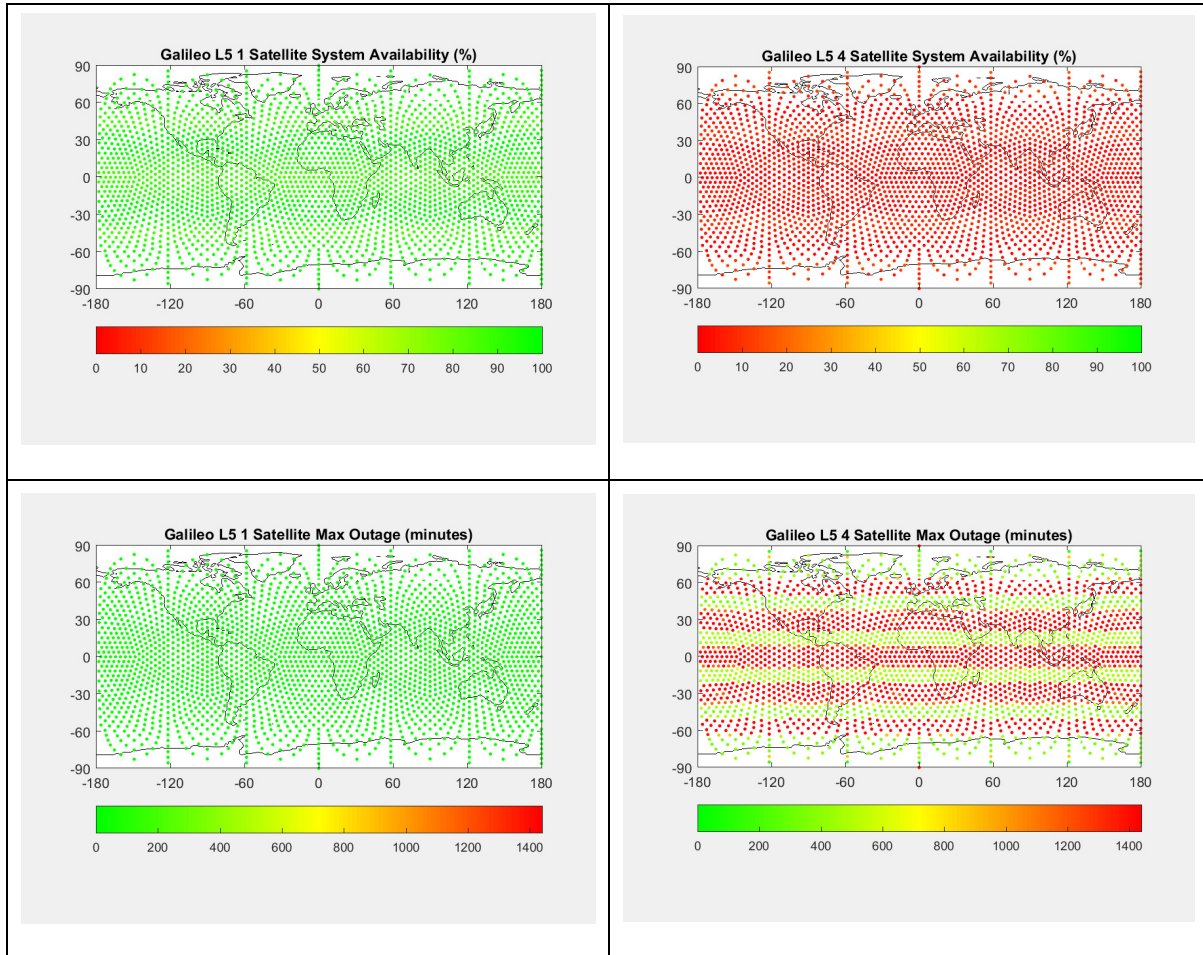 Galileo L5 1 Satellite System Availability (%)
90
60
30
0
-30
-60
-90
-180 -120 -60 0 60 120 180
0 10 20 30 40 50 60 70 80 90 100
Galileo L5 4 Satellite System Availability (%)
90
60
30
0
-30
-60
-90
-180 -120 -60 0 60 120 180
0 10 20 30 40 50 60 70 80 90 100
Galileo L5 1 Satellite Max Outage (minutes)
90
60
30
0
-30
-60
-90
-180 -120 -60 0 60 120 180
0 200 400 600 800 1000 1200 1400
Galileo L5 4 Satellite Max Outage (minutes)
90
60
30
0
-30
-60
-90
-180 -120 -60 0 60 120 180
0 200 400 600 800 1000 1200 1400